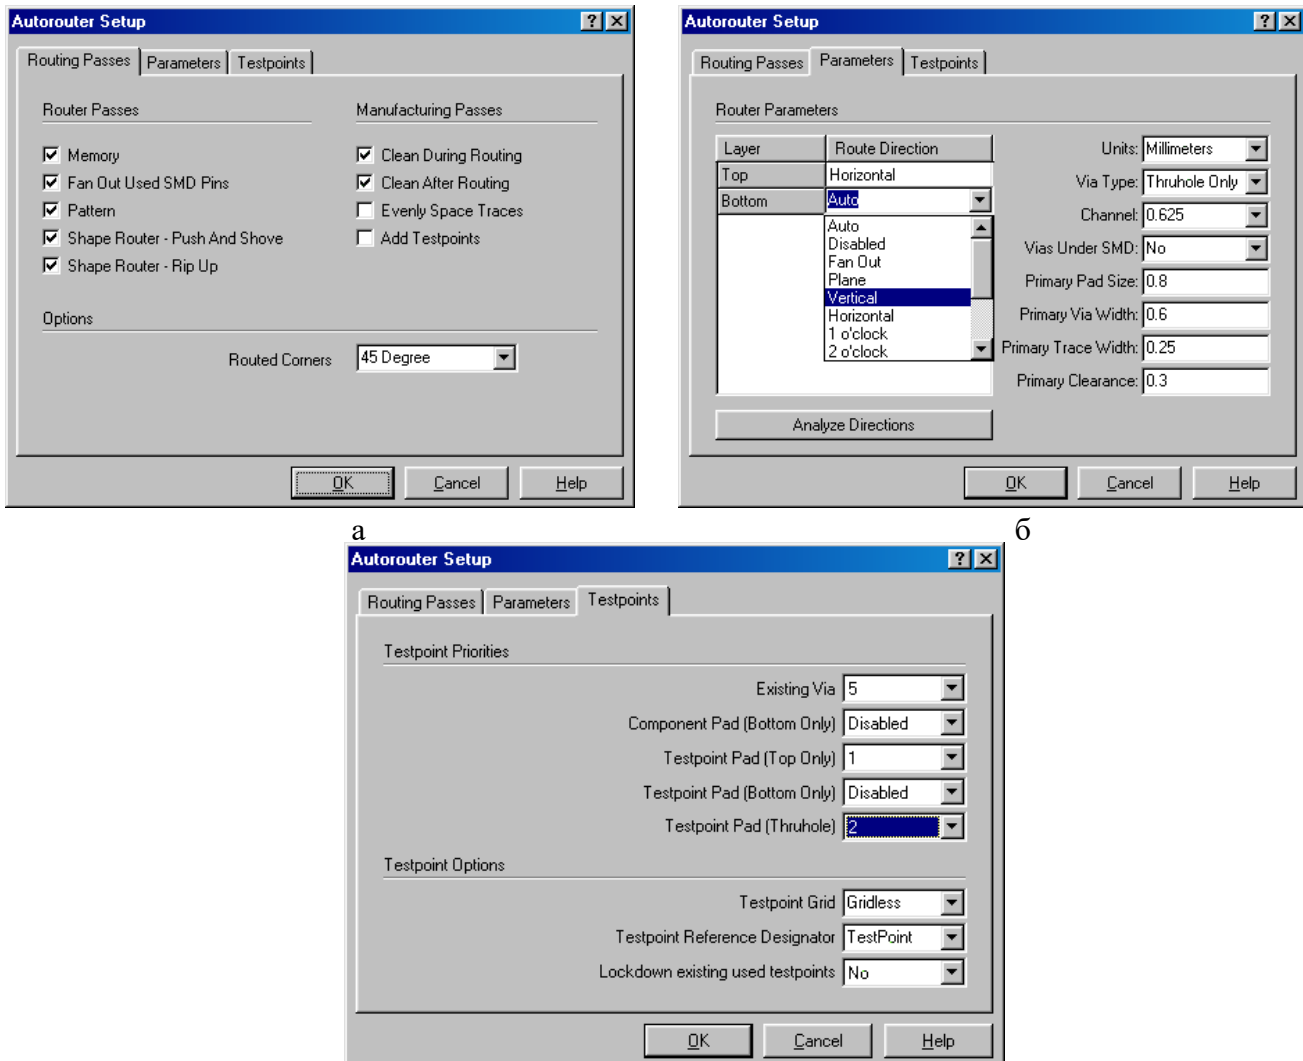 Autorouter Setup
Routing Passes Parameters Testpoints
Router Passes
Memory
Fan Out Used SMD Pins
Pattern
Shape Router - Push And Shove
Shape Router - Rip Up
Manufacturing Passes
Clean During Routing
Clean After Routing
Evenly Space Traces
Add Testpoints
Options
Routed Corners 45 Degree
OK Cancel Help
а
Autorouter Setup
Routing Passes Parameters Testpoints
Router Parameters
Layer Route Direction
Top Horizontal
Bottom Auto
Auto
Disabled
Fan Out
Plane
Vertical
Horizontal
1 o'clock
2 o'clock
Analyze Directions
Units: Millimeters
Via Type: Thruhole Only
Channel: 0.625
Vias Under SMD: No
Primary Pad Size: 0.8
Primary Via Width: 0.6
Primary Trace Width: 0.25
Primary Clearance: 0.3
OK Cancel Help
б
Autorouter Setup
Routing Passes Parameters Testpoints
Testpoint Priorities
Existing Via 5
Component Pad (Bottom Only) Disabled
Testpoint Pad (Top Only) 1
Testpoint Pad (Bottom Only) Disabled
Testpoint Pad (Thruhole) 2
Testpoint Options
Testpoint Grid Gridless
Testpoint Reference Designator TestPoint
Lockdown existing used testpoints No
OK Cancel Help